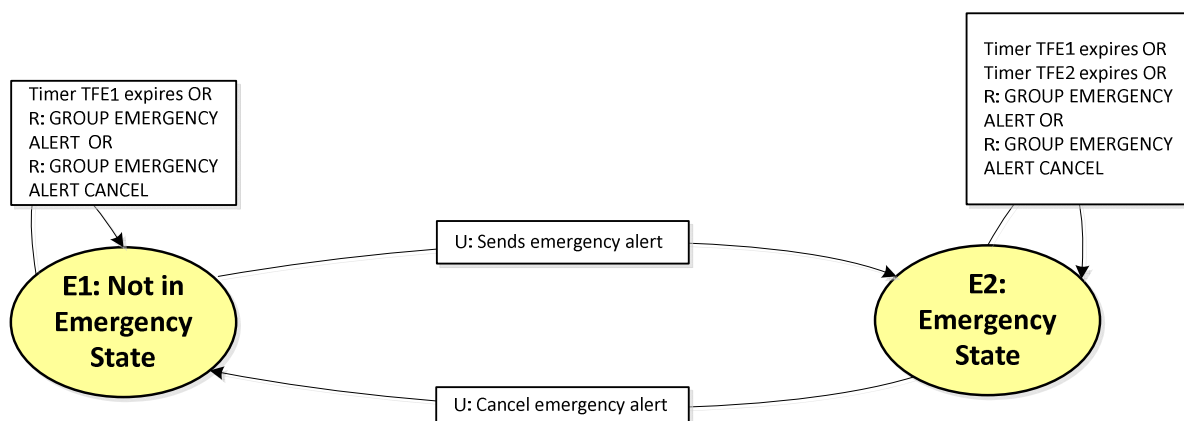 Timer TFE1 expires OR
R: GROUP EMERGENCY
ALERT OR
R: GROUP EMERGENCY
ALERT CANCEL
Timer TFE1 expires OR
Timer TFE2 expires OR
R: GROUP EMERGENCY
ALERT OR
R: GROUP EMERGENCY
ALERT CANCEL
U: Sends emergency alert
E1: Not in
Emergency
State
E2:
Emergency
State
U: Cancel emergency alert